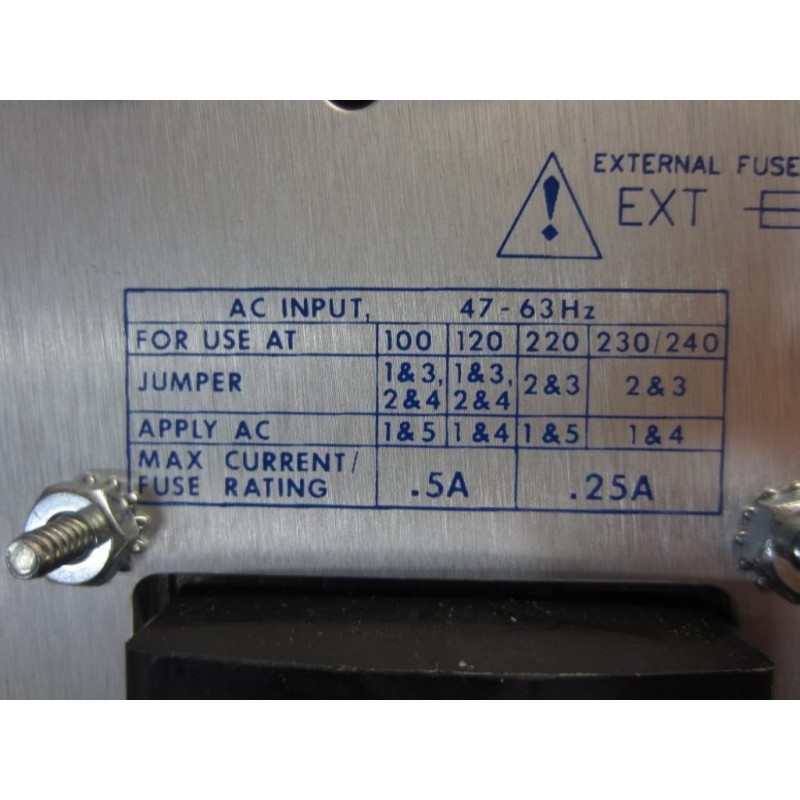 EXTERNAL FUSE
EXT
AC INPUT, 47-63Hz
FOR USE AT 100 120 220 230/240
JUMPER 1&3, 2&4 1&3, 2&4 2&3 2&3
APPLY AC 1&5 1&4 1&5 1&4
MAX CURRENT/
FUSE RATING .5A .25A